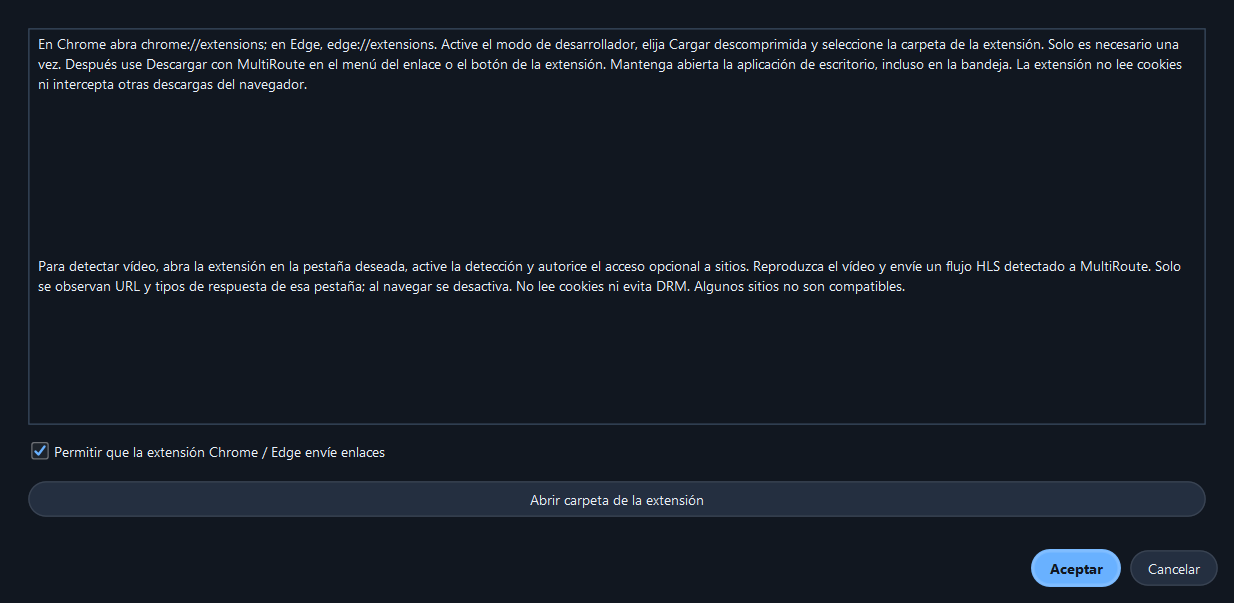 En Chrome abra chrome://extensions; en Edge, edge://extensions. Active el modo de desarrollador, elija Cargar descomprimida y seleccione la carpeta de la extensión. Solo es necesario una
vez. Después use Descargar con MultiRoute en el menú del enlace o el botón de la extensión. Mantenga abierta la aplicación de escritorio, incluso en la bandeja. La extensión no lee cookies
ni intercepta otras descargas del navegador.
Para detectar vídeo, abra la extensión en la pestaña deseada, active la detección y autorice el acceso opcional a sitios. Reproduzca el vídeo y envíe un flujo HLS detectado a MultiRoute. Solo
se observan URL y tipos de respuesta de esa pestaña; al navegar se desactiva. No lee cookies ni evita DRM. Algunos sitios no son compatibles.
Permitir que la extensión Chrome / Edge envíe enlaces
Abrir carpeta de la extensión
Aceptar
Cancelar